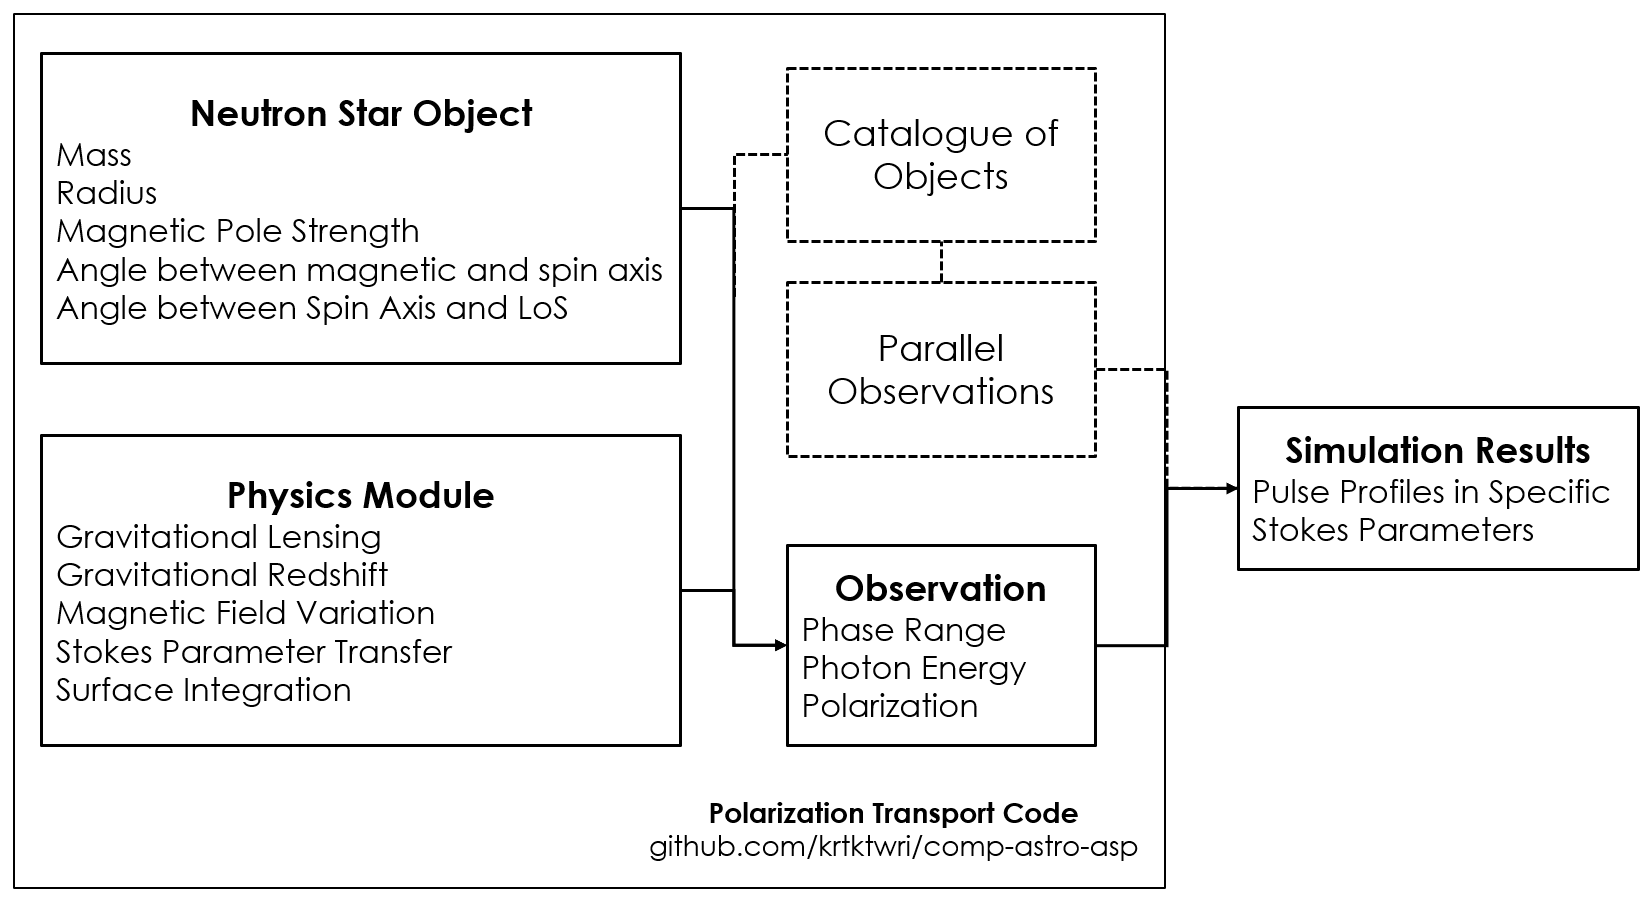 Neutron Star Object
Mass
Radius
Magnetic Pole Strength
Angle between magnetic and spin axis
Angle between Spin Axis and LoS
Physics Module
Gravitational Lensing
Gravitational Redshift
Magnetic Field Variation
Stokes Parameter Transfer
Surface Integration
Catalogue of
Objects
Parallel
Observations
Observation
Phase Range
Photon Energy
Polarization
Simulation Results
Pulse Profiles in Specific
Stokes Parameters
Polarization Transport Code
github.com/krtktwri/comp-astro-asp